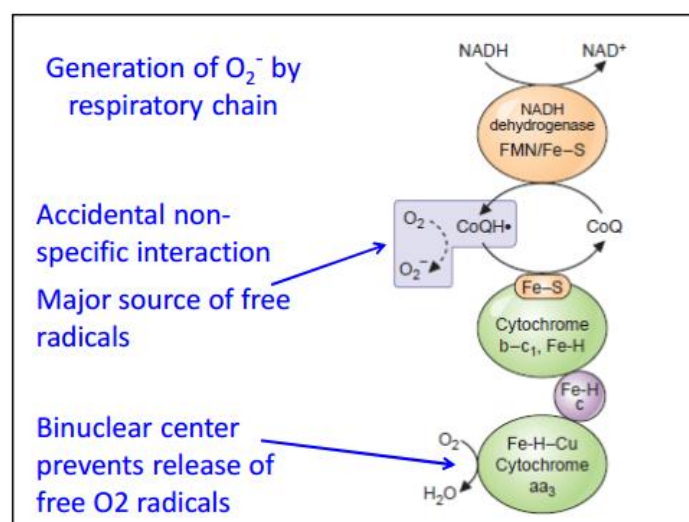 Generation of O₂⁻ by
respiratory chain
NADH
NAD⁺
NADH
dehydrogenase
FMN/Fe–S
Accidental non-
specific interaction
Major source of free
radicals
O₂
CoQH•
CoQ
O₂⁻
Fe–S
Cytochrome
b–c₁, Fe-H
Fe-H
c
Binuclear center
prevents release of
free O2 radicals
O₂
H₂O
Fe-H–Cu
Cytochrome
aa₃